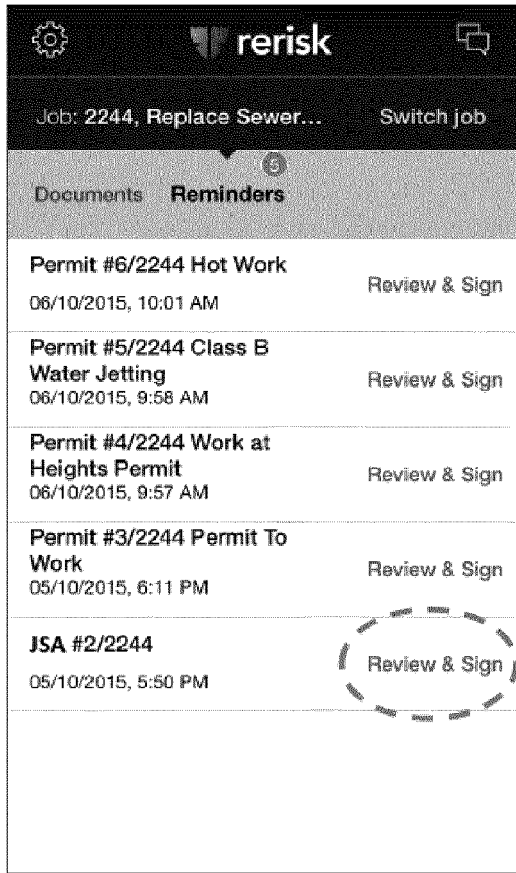 rerisk
Job: 2244, Replace Sewer... Switch job
5
Documents Reminders
Permit #6/2244 Hot Work
Review & Sign
06/10/2015, 10:01 AM
Permit #5/2244 Class B
Water Jetting
Review & Sign
06/10/2015, 9:58 AM
Permit #4/2244 Work at
Heights Permit
Review & Sign
06/10/2015, 9:57 AM
Permit #3/2244 Permit To
Work
Review & Sign
05/10/2015, 6:11 PM
JSA #2/2244
Review & Sign
05/10/2015, 5:50 PM